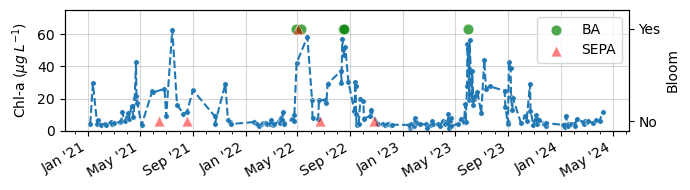 Chl-a (μg L⁻¹)
60
40
20
0
BA
SEPA
Yes
No
Bloom
Jan '21
May '21
Sep '21
Jan '22
May '22
Sep '22
Jan '23
May '23
Sep '23
Jan '24
May '24